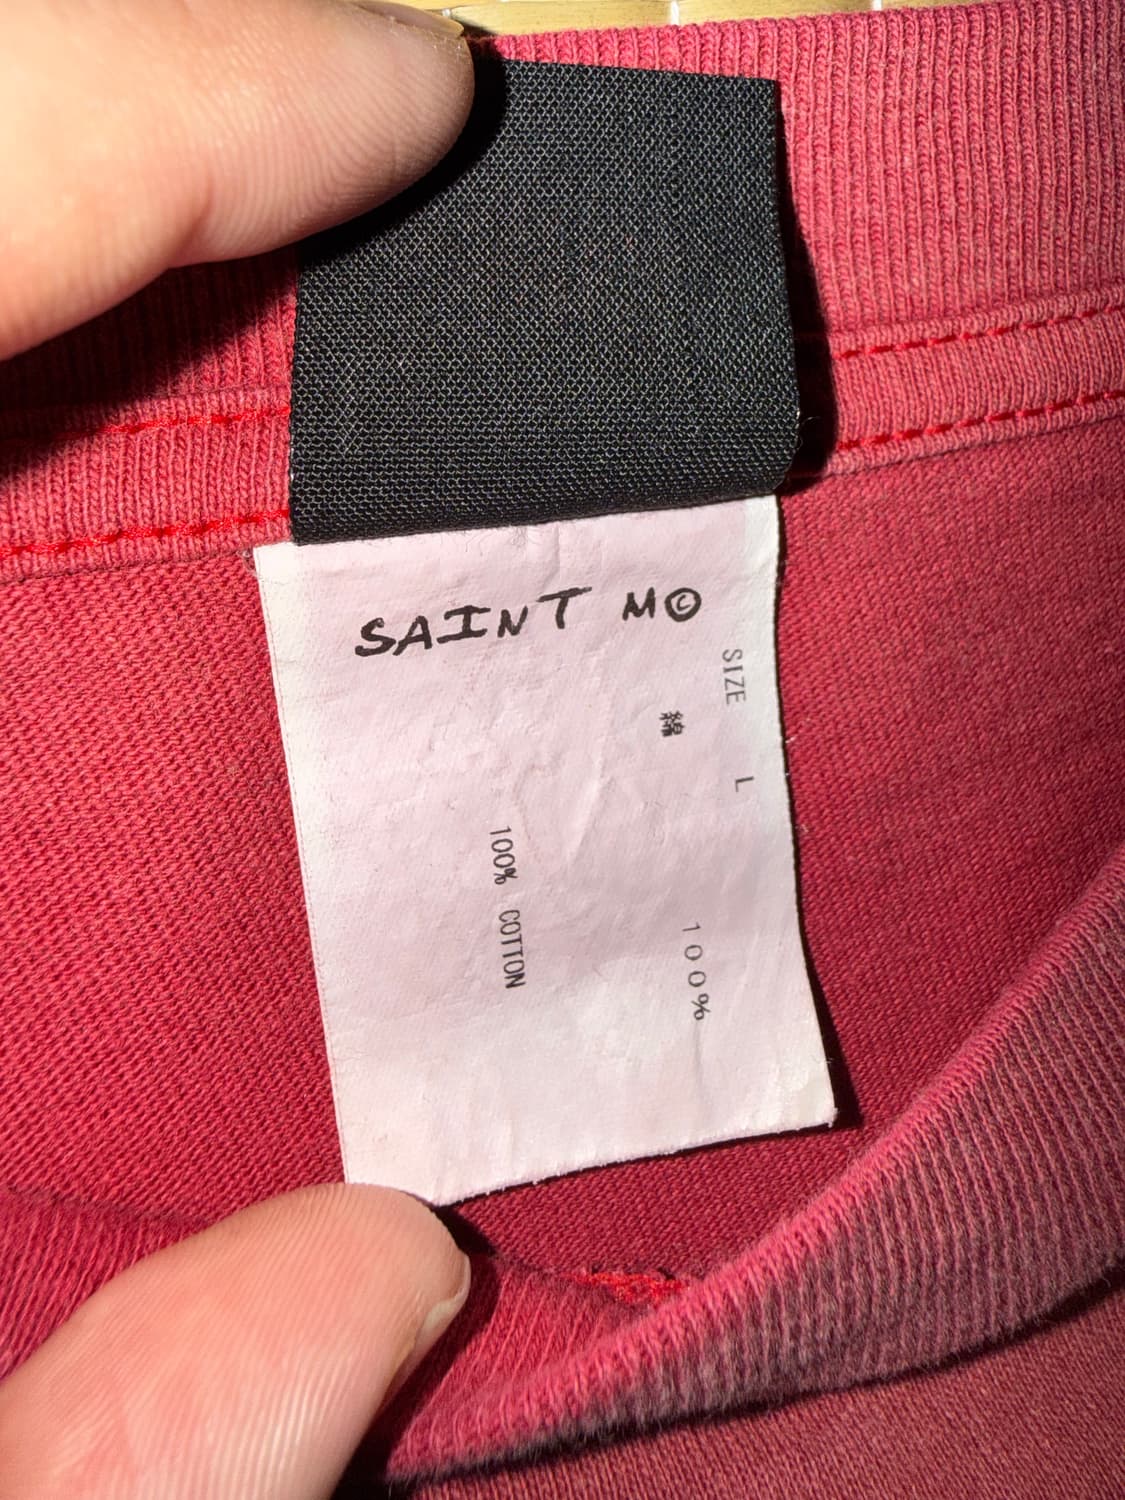 SAINT M©
SIZE L
綿 100%
100% COTTON